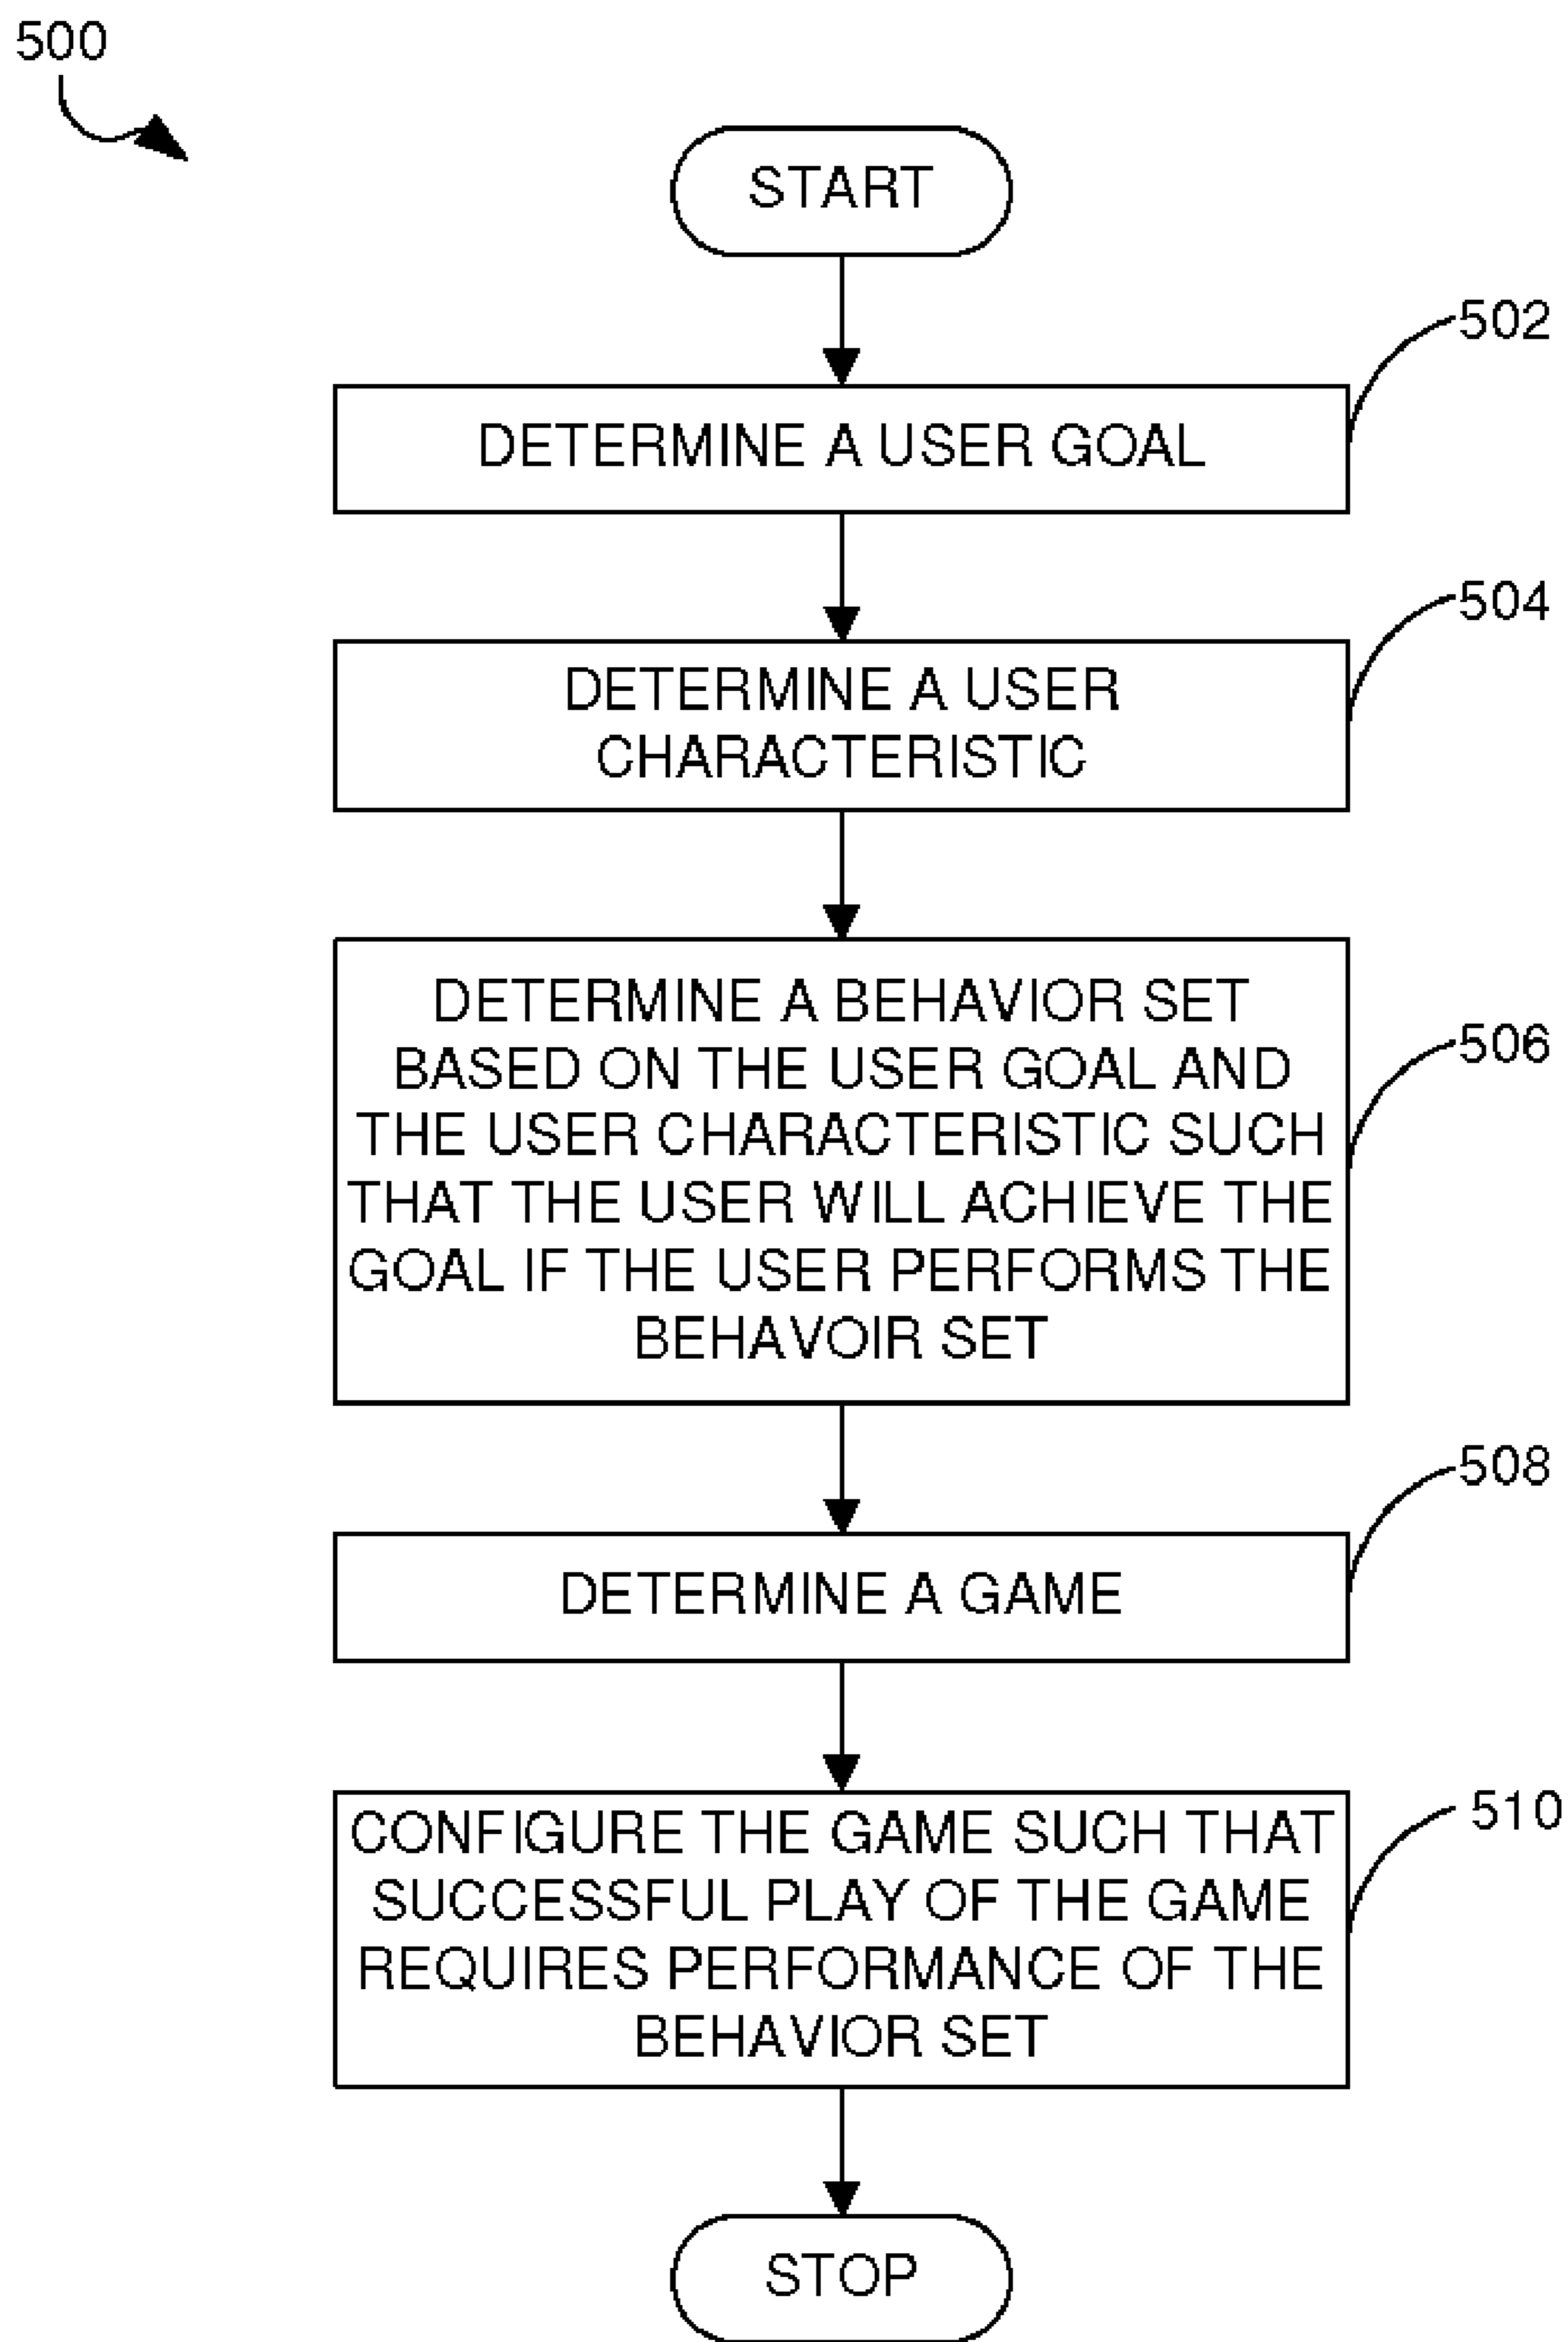 500
START
502
DETERMINE A USER GOAL
504
DETERMINE A USER
CHARACTERISTIC
DETERMINE A BEHAVIOR SET
BASED ON THE USER GOAL AND
506
THE USER CHARACTERISTIC SUCH
THAT THE USER WILL ACHIEVE THE
GOAL IF THE USER PERFORMS THE
BEHAVOIR SET
508
DETERMINE A GAME
510
CONFIGURE THE GAME SUCH THAT
SUCCESSFUL PLAY OF THE GAME
REQUIRES PERFORMANCE OF THE
BEHAVIOR SET
STOP